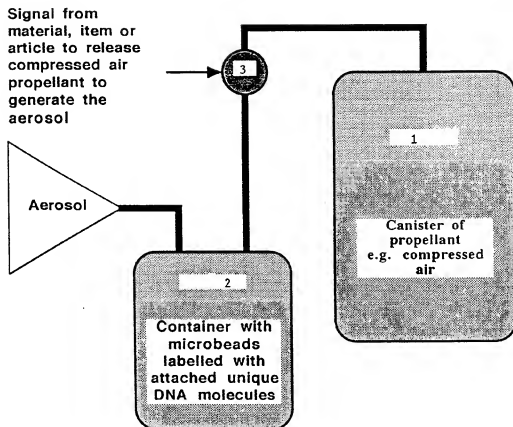 Signal from
material, item or
article to release
compressed air
propellant to
generate the
aerosol
3
1
Aerosol
Canister of
propellant
e.g. compressed
air
2
Container with
microbeads
labelled with
attached unique
DNA molecules